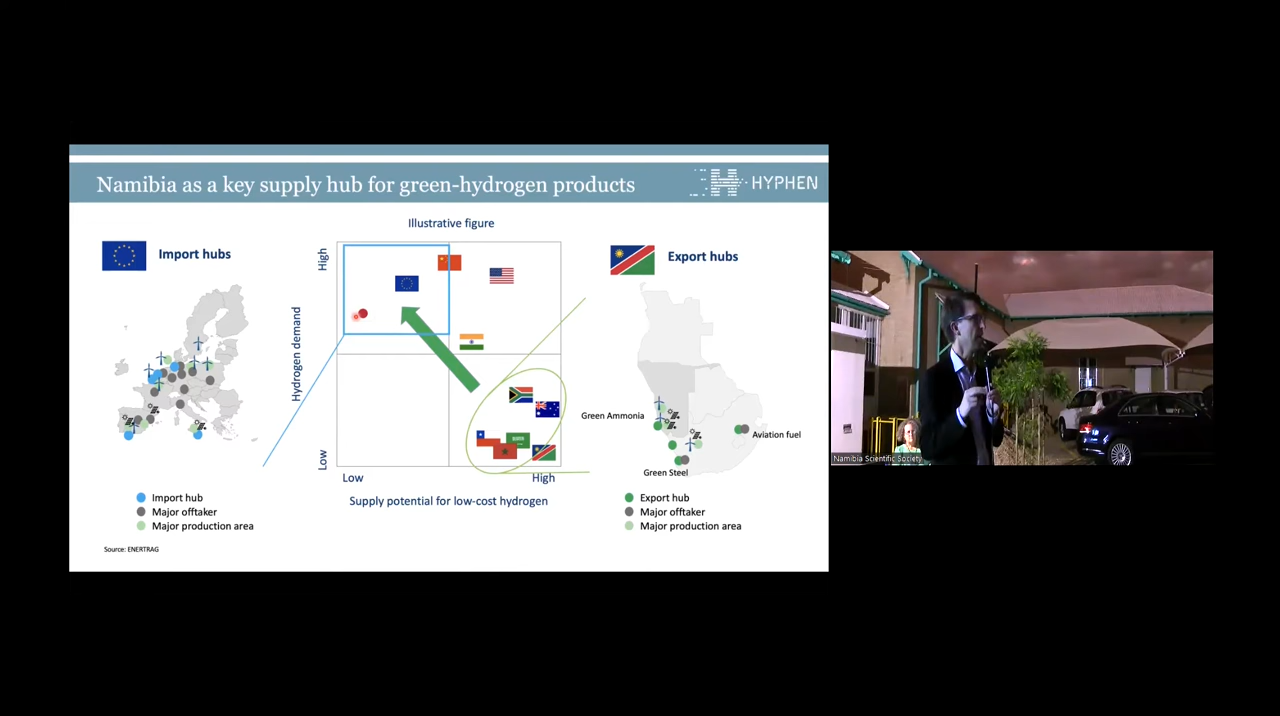 Namibia as a key supply hub for green-hydrogen products
HYPHEN
Illustrative figure
Import hubs
Export hubs
High
Hydrogen demand
Low
Low
High
Supply potential for low-cost hydrogen
Green Ammonia
Aviation fuel
Green Steel
Import hub
Major offtaker
Major production area
Export hub
Major offtaker
Major production area
Source: ENERTRAG
Namibia Scientific Society